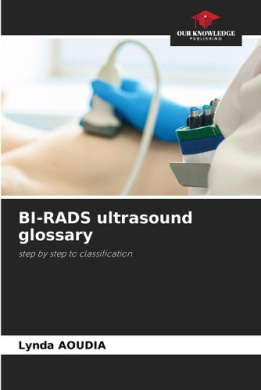 OUR KNOWLEDGE
PUBLISHING
BI-RADS ultrasound
glossary
step by step to classification
Lynda AOUDIA